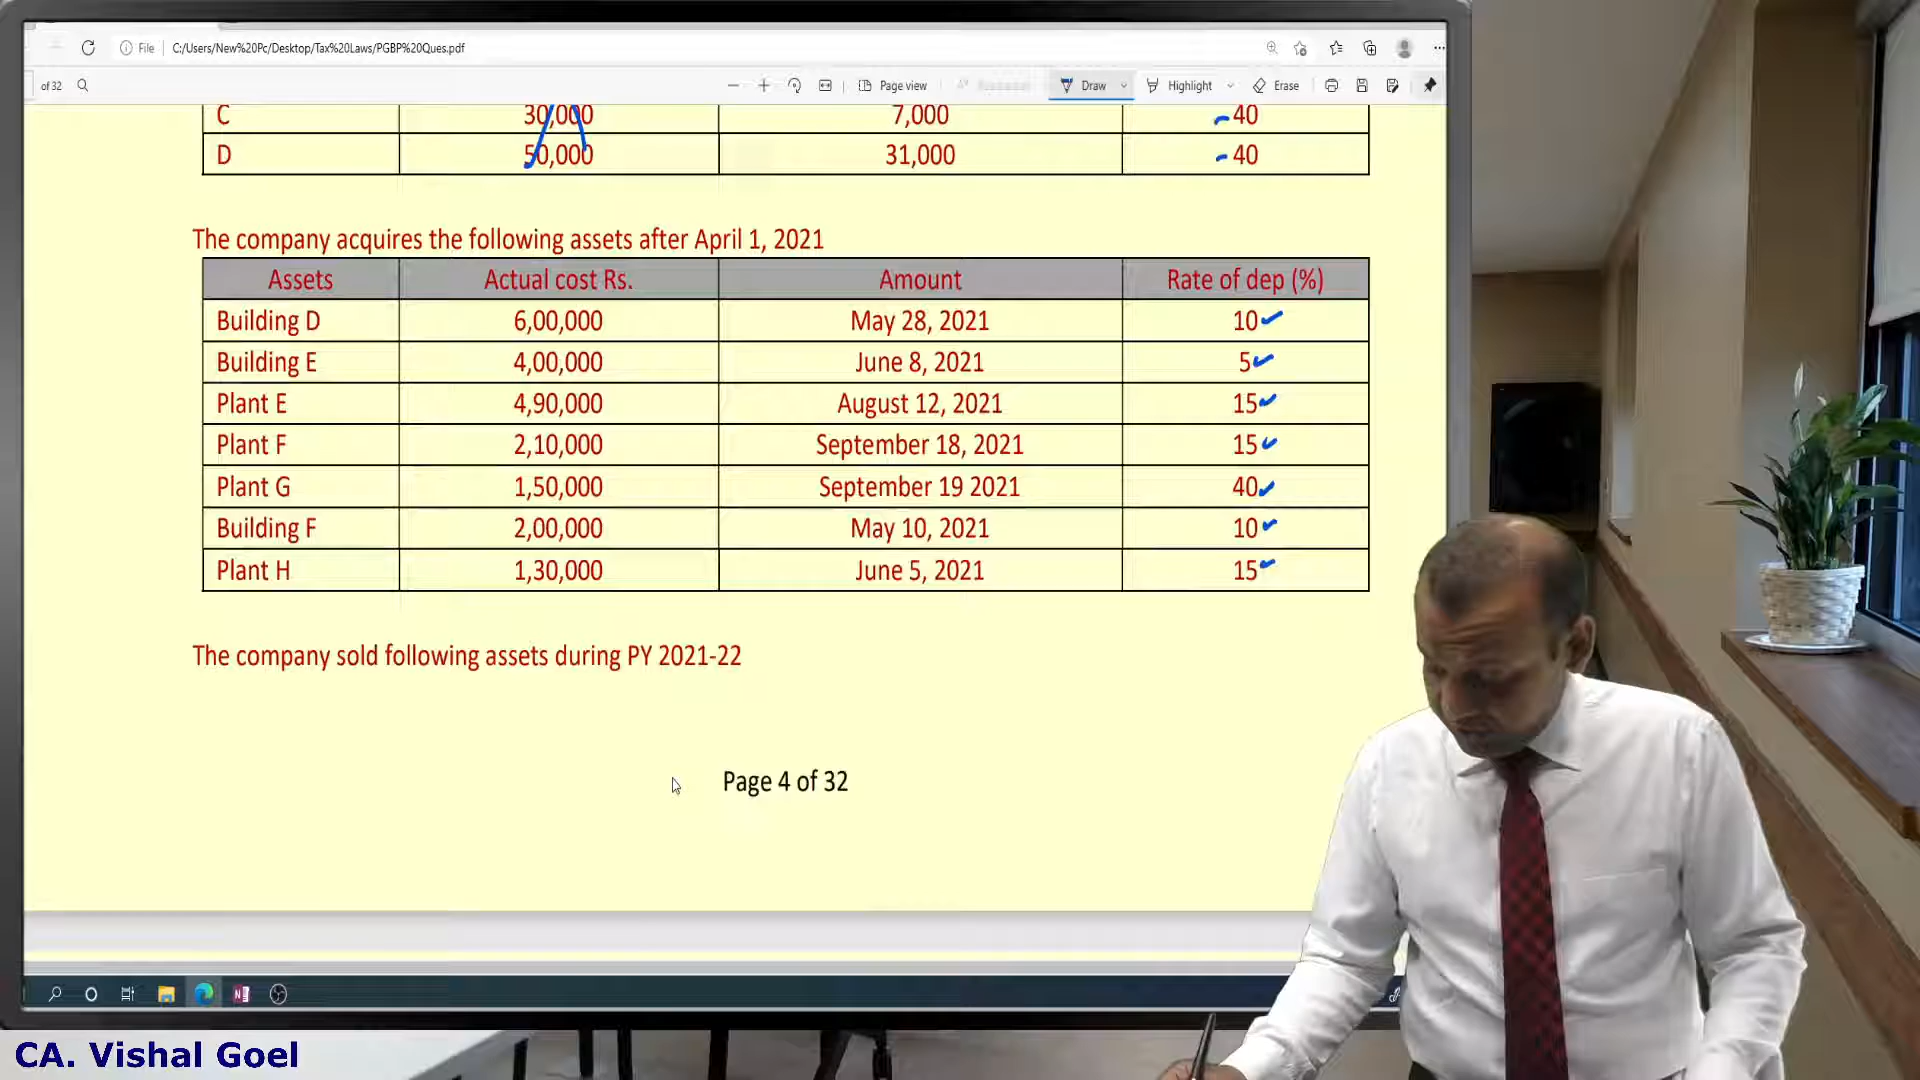 File C:/Users/New%20Pc/Desktop/Tax%20Laws/PGBP%20Ques.pdf
of 32 Page view Draw Highlight Erase
C 30,000 7,000 40
D 50,000 31,000 40
The company acquires the following assets after April 1, 2021
Assets Actual cost Rs. Amount Rate of dep (%)
Building D 6,00,000 May 28, 2021 10
Building E 4,00,000 June 8, 2021 5
Plant E 4,90,000 August 12, 2021 15
Plant F 2,10,000 September 18, 2021 15
Plant G 1,50,000 September 19 2021 40
Building F 2,00,000 May 10, 2021 10
Plant H 1,30,000 June 5, 2021 15
The company sold following assets during PY 2021-22
Page 4 of 32
CA. Vishal Goel